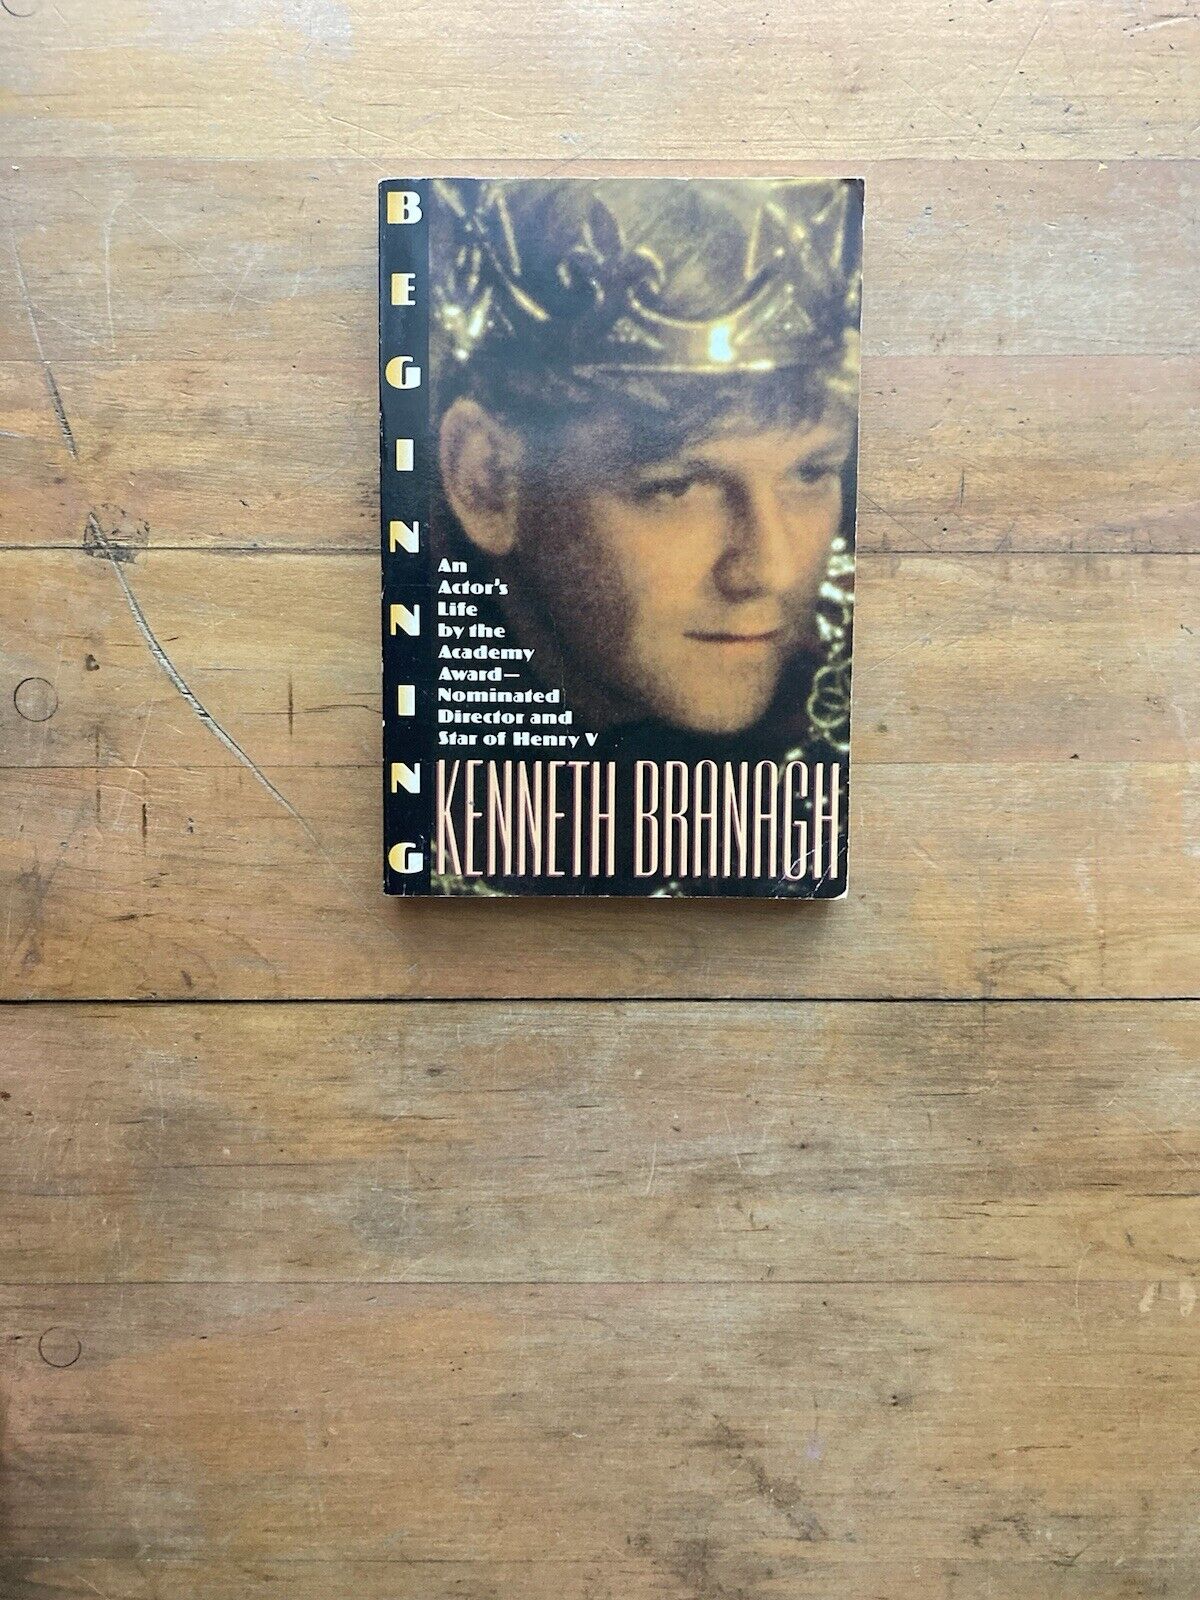 BEGINNING
An
Actor's
Life
by the
Academy
Award—
Nominated
Director and
Star of Henry V
KENNETH BRANAGH